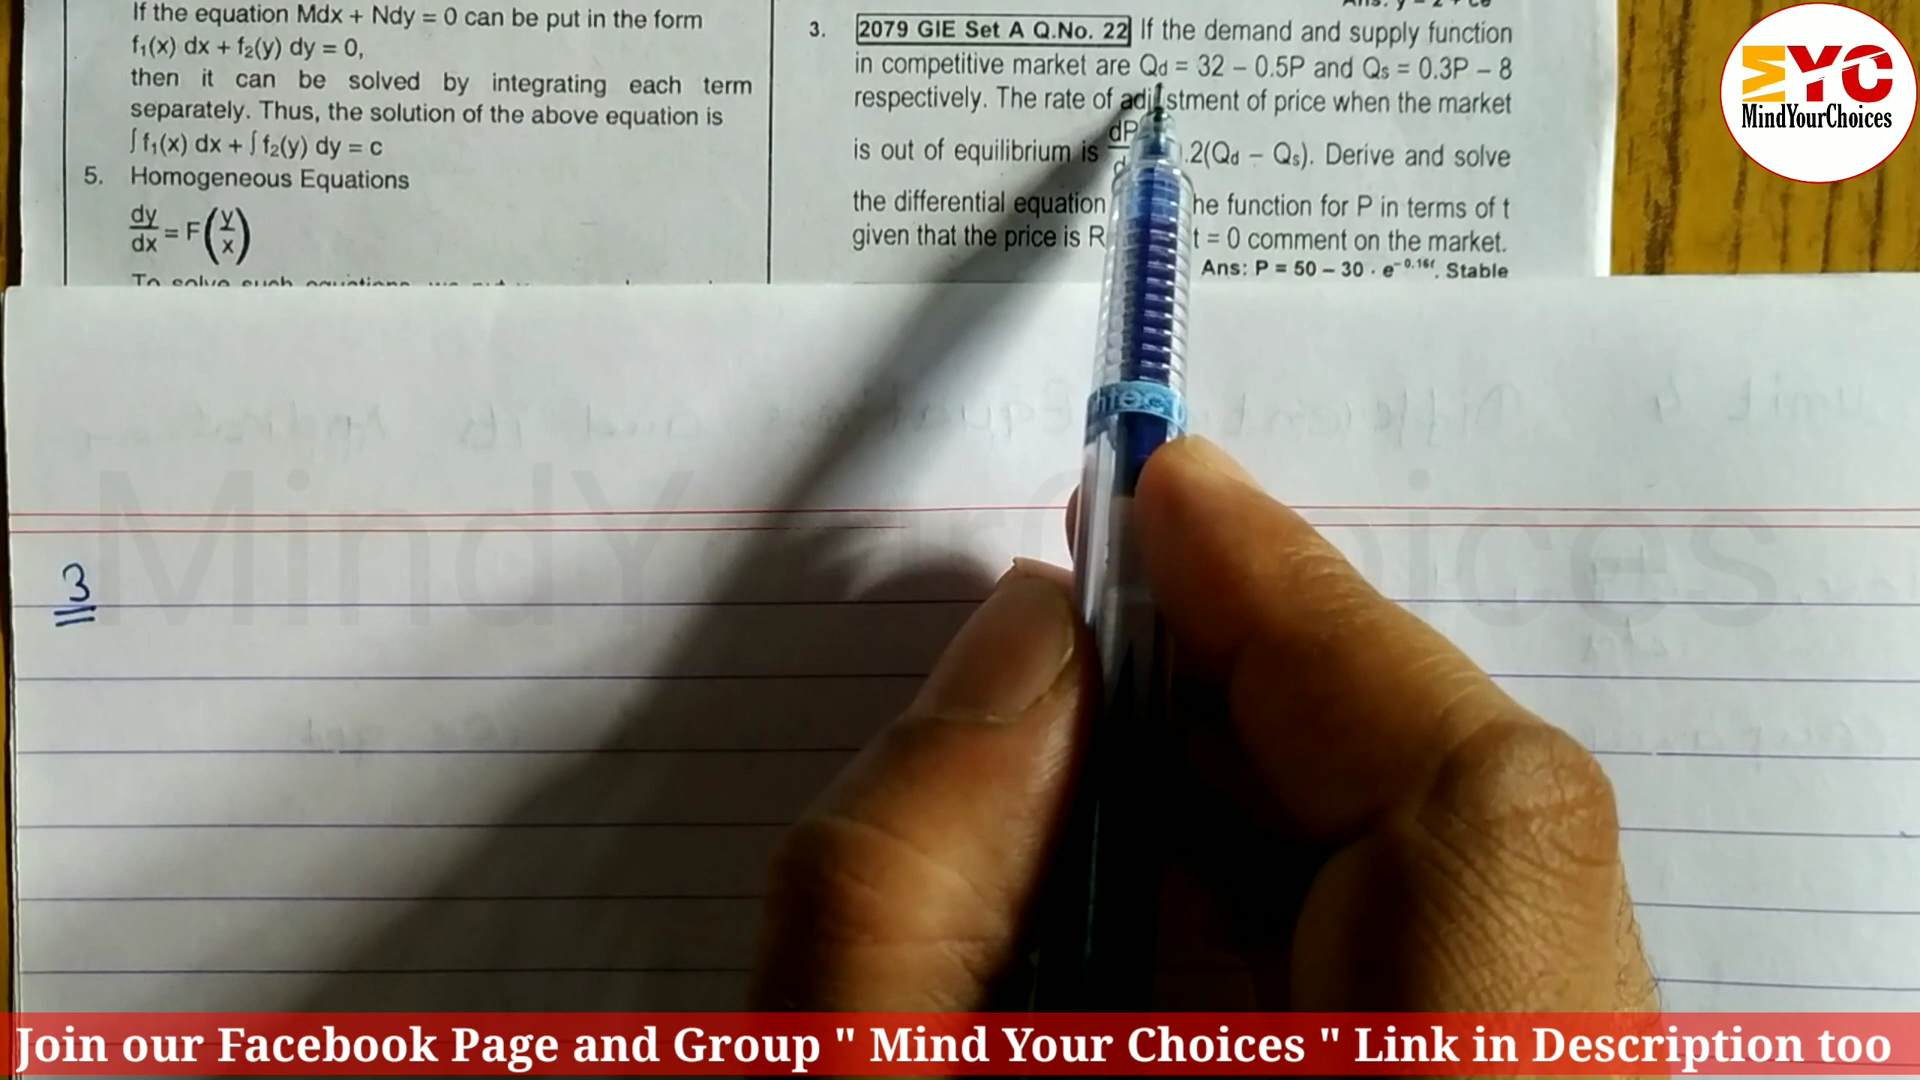 If the equation Mdx + Ndy = 0 can be put in the form
f₁(x) dx + f₂(y) dy = 0,
then it can be solved by integrating each term
separately. Thus, the solution of the above equation is
∫ f₁(x) dx + ∫ f₂(y) dy = c
5. Homogeneous Equations
dy/dx = F(y/x)
3. 2079 GIE Set A Q.No. 22 If the demand and supply function
in competitive market are Qd = 32 – 0.5P and Qs = 0.3P – 8
respectively. The rate of adjustment of price when the market
is out of equilibrium is dP .2(Qd – Qs). Derive and solve
the differential equation he function for P in terms of t
given that the price is R t = 0 comment on the market.
Ans: P = 50 – 30 · e^–0.16t. Stable
MYC
MindYourChoices
MindYourChoices
3
Join our Facebook Page and Group " Mind Your Choices " Link in Description too